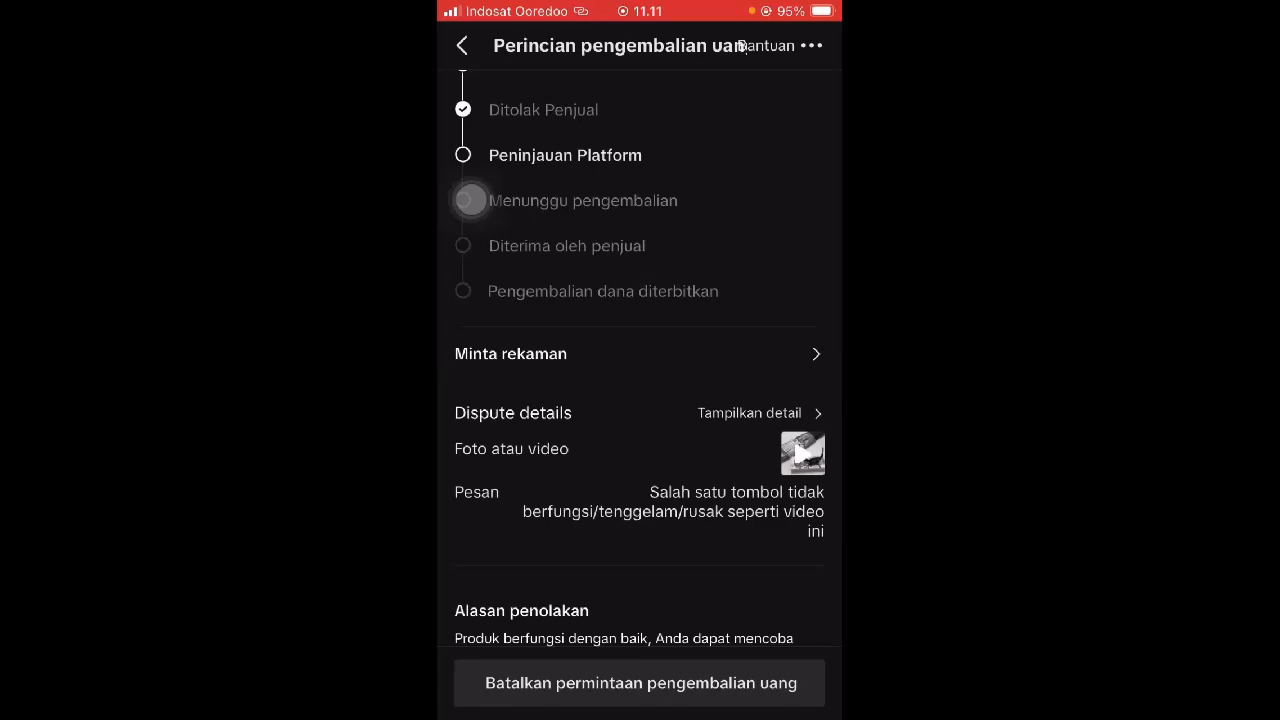 Indosat Ooredoo 11.11 95%
Perincian pengembalian uan Bantuan
Ditolak Penjual
Peninjauan Platform
Menunggu pengembalian
Diterima oleh penjual
Pengembalian dana diterbitkan
Minta rekaman
Dispute details Tampilkan detail
Foto atau video
Pesan Salah satu tombol tidak
berfungsi/tenggelam/rusak seperti video
ini
Alasan penolakan
Produk berfungsi dengan baik, Anda dapat mencoba
Batalkan permintaan pengembalian uang